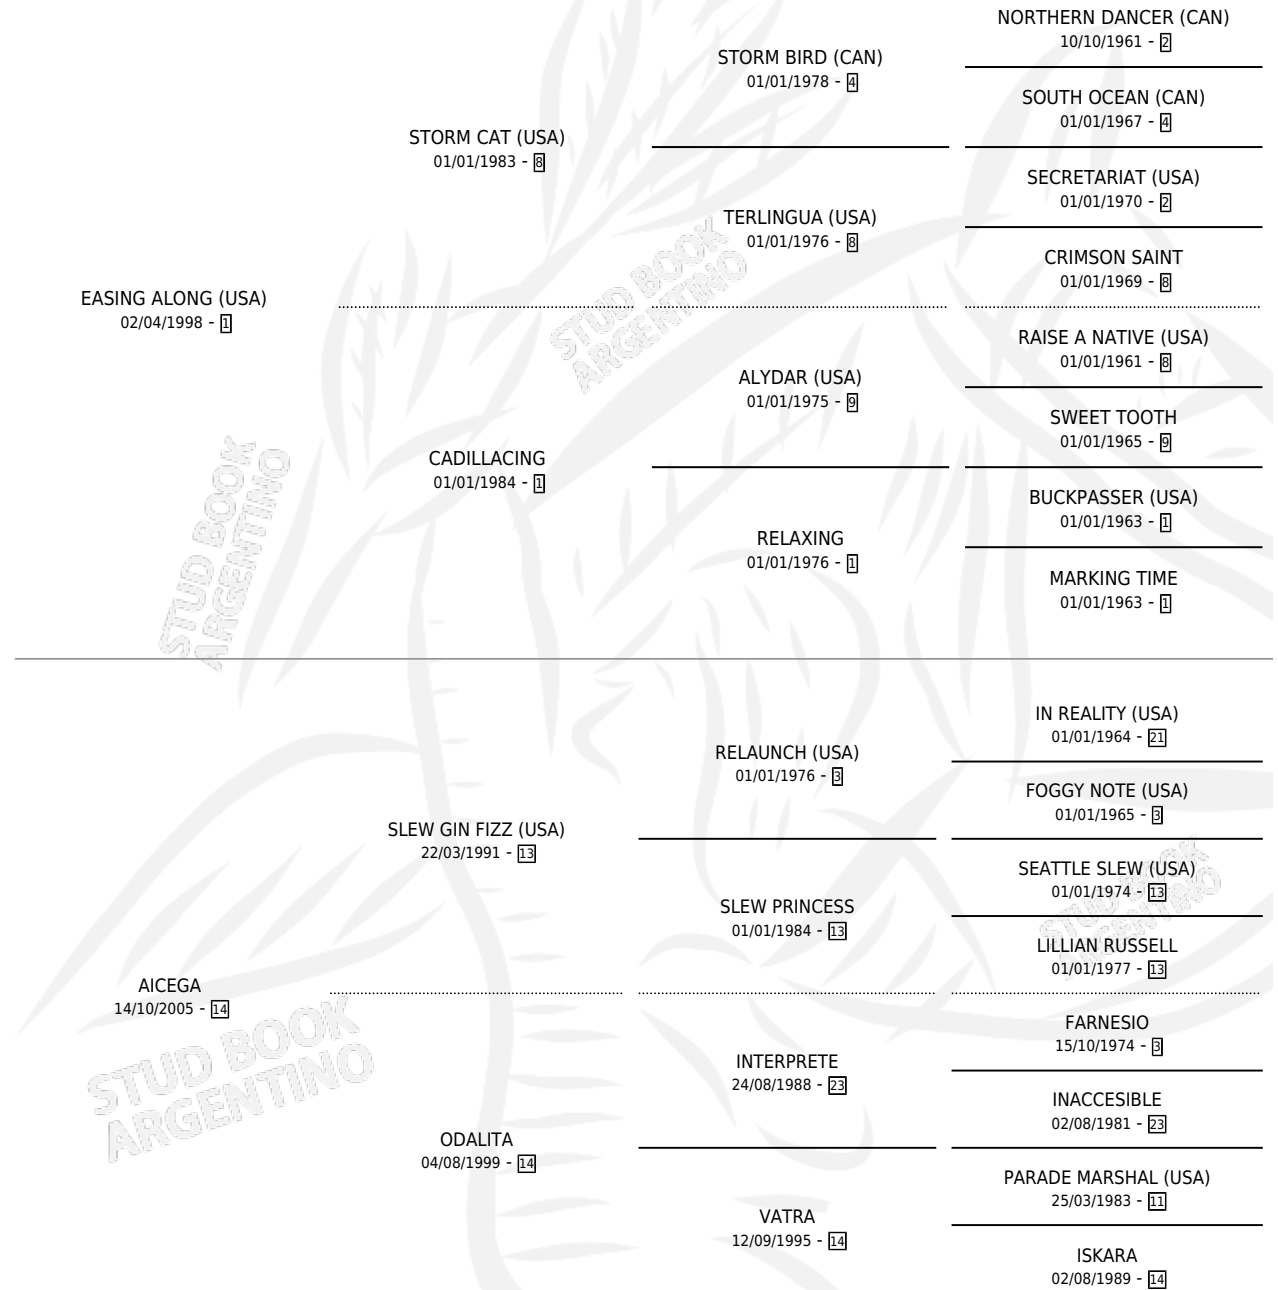 NORTHERN DANCER (CAN)
10/10/1961 - 2
STORM BIRD (CAN)
01/01/1978 - 4
SOUTH OCEAN (CAN)
01/01/1967 - 4
STORM CAT (USA)
01/01/1983 - 8
SECRETARIAT (USA)
01/01/1970 - 2
TERLINGUA (USA)
01/01/1976 - 8
CRIMSON SAINT
01/01/1969 - 8
EASING ALONG (USA)
02/04/1998 - 1
STUD BOOK
ARGENTINO
RAISE A NATIVE (USA)
01/01/1961 - 8
ALYDAR (USA)
01/01/1975 - 9
SWEET TOOTH
01/01/1965 - 9
CADILLACING
01/01/1984 - 1
BUCKPASSER (USA)
01/01/1963 - 1
RELAXING
01/01/1976 - 1
MARKING TIME
01/01/1963 - 1
STUD BOOK
ARGENTINO
IN REALITY (USA)
01/01/1964 - 21
RELAUNCH (USA)
01/01/1976 - 3
FOGGY NOTE (USA)
01/01/1965 - 3
SLEW GIN FIZZ (USA)
22/03/1991 - 13
SEATTLE SLEW (USA)
01/01/1974 - 13
STUD BOOK
ARGENTINO
SLEW PRINCESS
01/01/1984 - 13
LILLIAN RUSSELL
01/01/1977 - 13
AICEGA
14/10/2005 - 14
STUD BOOK
ARGENTINO
FARNESIO
15/10/1974 - 3
INTERPRETE
24/08/1988 - 23
INACCESIBLE
02/08/1981 - 23
ODALITA
04/08/1999 - 14
PARADE MARSHAL (USA)
25/03/1983 - 11
VATRA
12/09/1995 - 14
ISKARA
02/08/1989 - 14